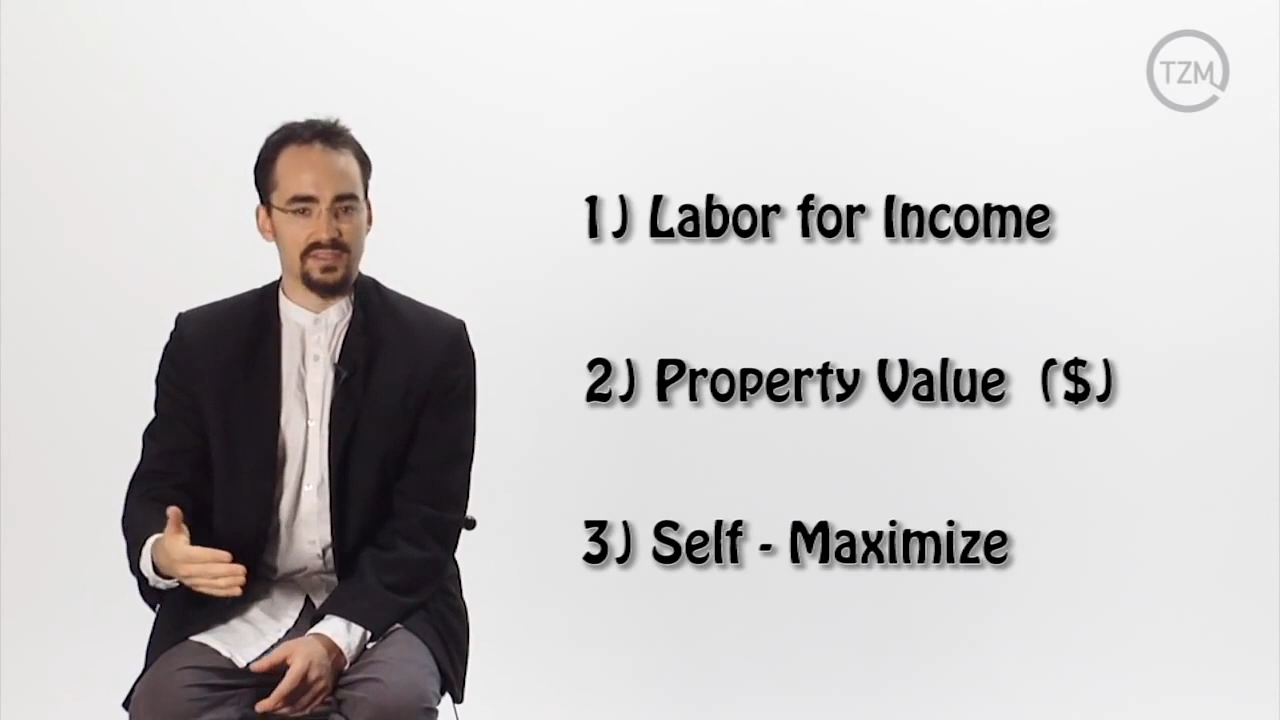 TZM
1) Labor for Income
2) Property Value ($)
3) Self - Maximize